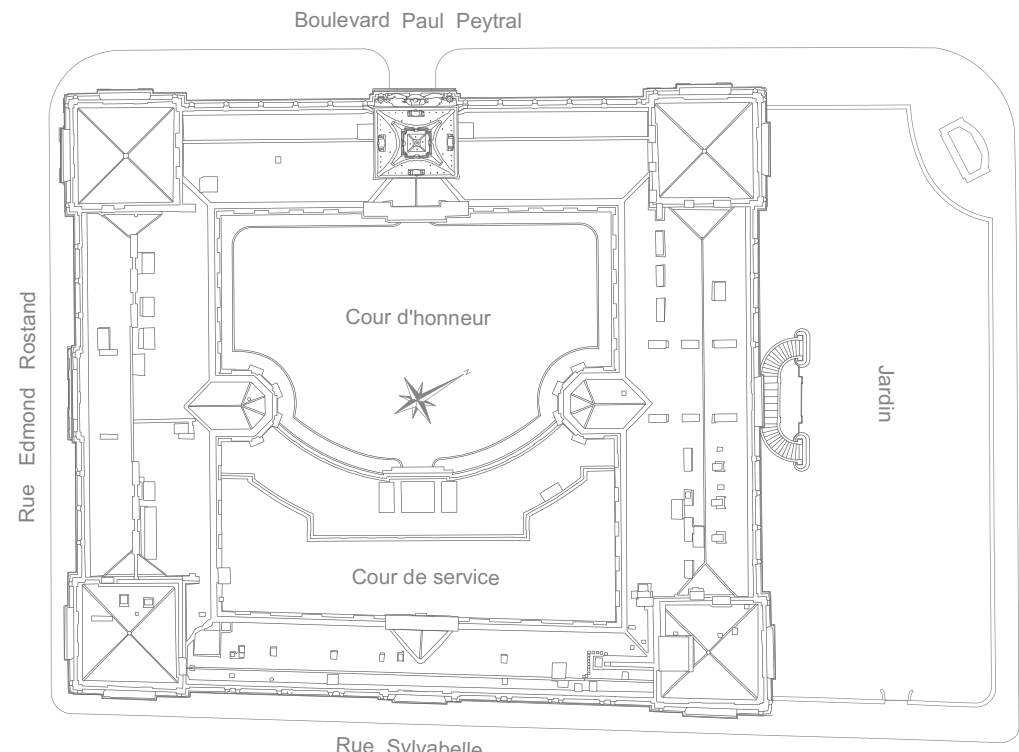 Boulevard Paul Peytral
Rue Edmond Rostand
Cour d'honneur
N
Jardin
Cour de service
Rue Sylvabelle